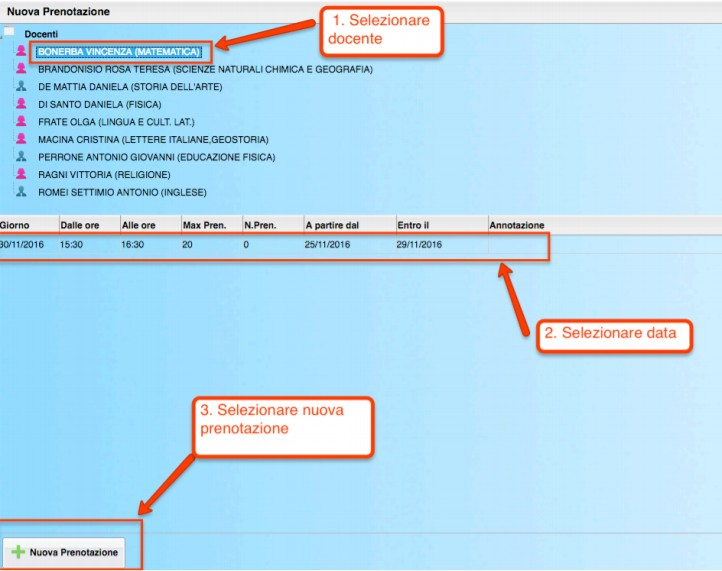 Nuova Prenotazione
1. Selezionare
docente
Docenti
BONERBA VINCENZA (MATEMATICA)
BRANDONISIO ROSA TERESA (SCIENZE NATURALI CHIMICA E GEOGRAFIA)
DE MATTIA DANIELA (STORIA DELL'ARTE)
DI SANTO DANIELA (FISICA)
FRATE OLGA (LINGUA E CULT. LAT.)
MACINA CRISTINA (LETTERE ITALIANE,GEOSTORIA)
PERRONE ANTONIO GIOVANNI (EDUCAZIONE FISICA)
RAGNI VITTORIA (RELIGIONE)
ROMEI SETTIMIO ANTONIO (INGLESE)
Giorno Dalle ore Alle ore Max Pren. N.Pren. A partire dal Entro il Annotazione
30/11/2016 15:30 16:30 20 0 25/11/2016 29/11/2016
2. Selezionare data
3. Selezionare nuova
prenotazione
Nuova Prenotazione